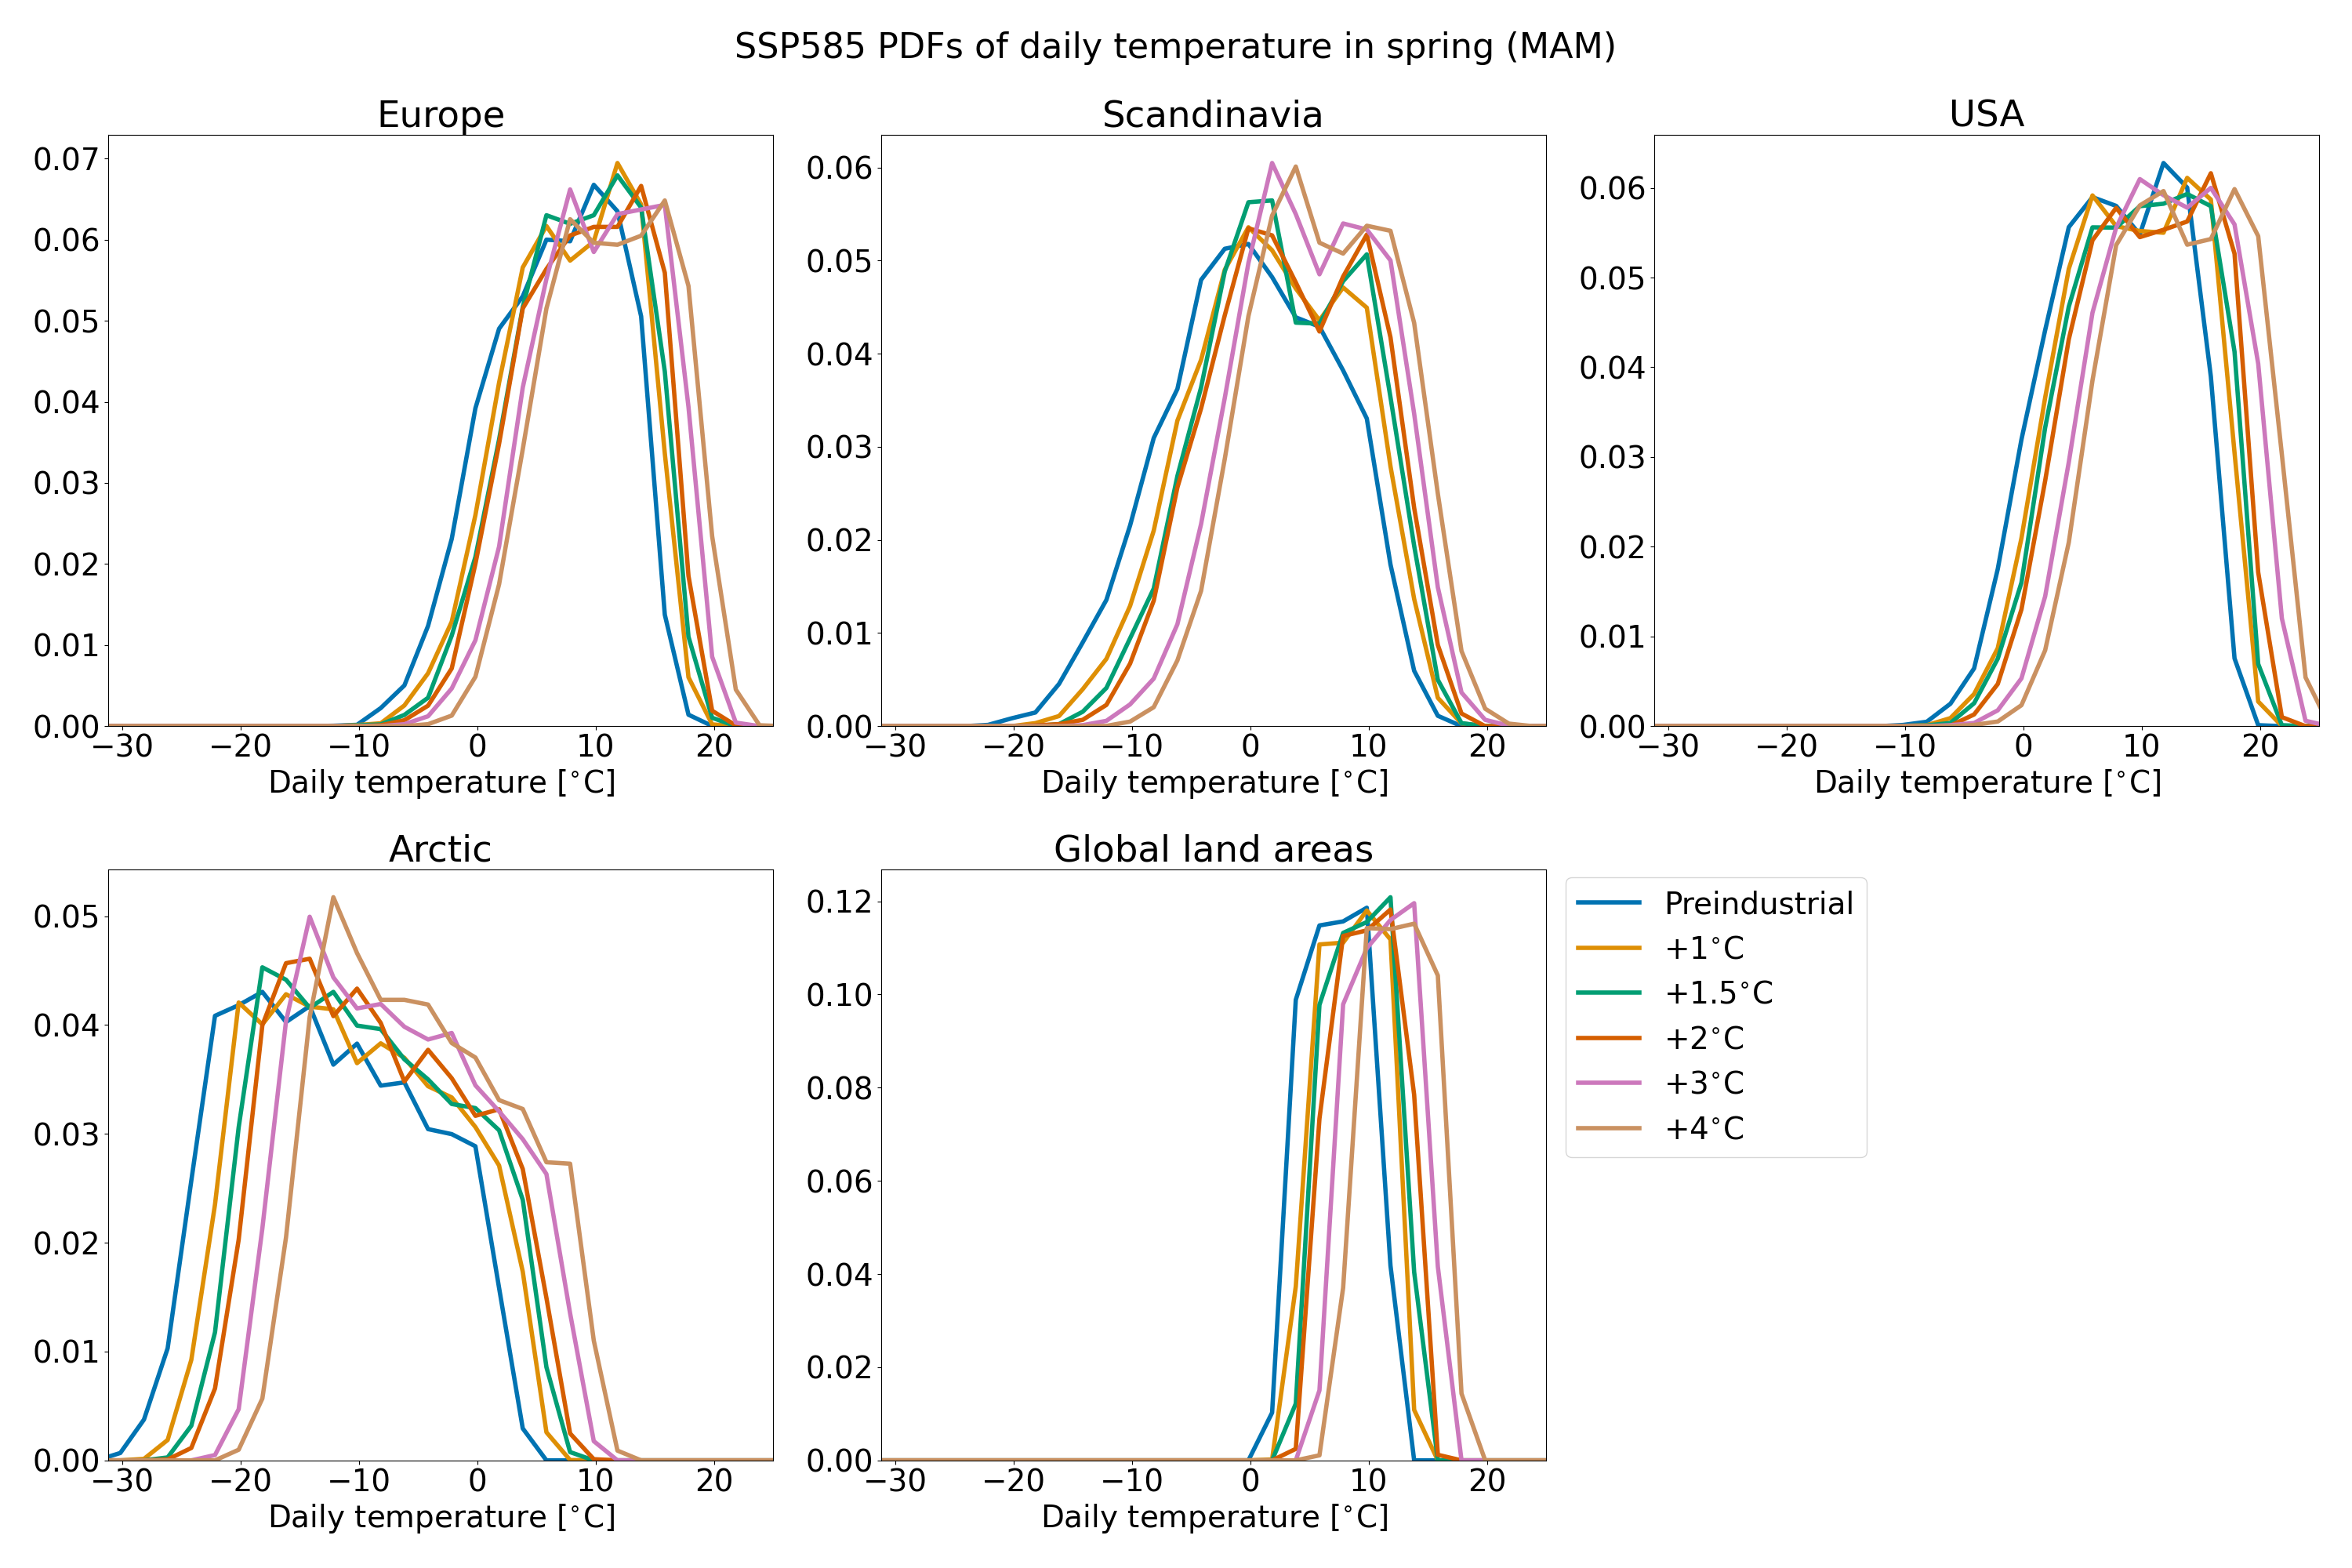 SSP585 PDFs of daily temperature in spring (MAM)
Europe
0.07
0.06
0.05
0.04
0.03
0.02
0.01
0.00
−30 −20 −10 0 10 20
Daily temperature [°C]
Scandinavia
0.06
0.05
0.04
0.03
0.02
0.01
0.00
−30 −20 −10 0 10 20
Daily temperature [°C]
USA
0.06
0.05
0.04
0.03
0.02
0.01
0.00
−30 −20 −10 0 10 20
Daily temperature [°C]
Arctic
0.05
0.04
0.03
0.02
0.01
0.00
−30 −20 −10 0 10 20
Daily temperature [°C]
Global land areas
0.12
0.10
0.08
0.06
0.04
0.02
0.00
−30 −20 −10 0 10 20
Daily temperature [°C]
Preindustrial
+1°C
+1.5°C
+2°C
+3°C
+4°C